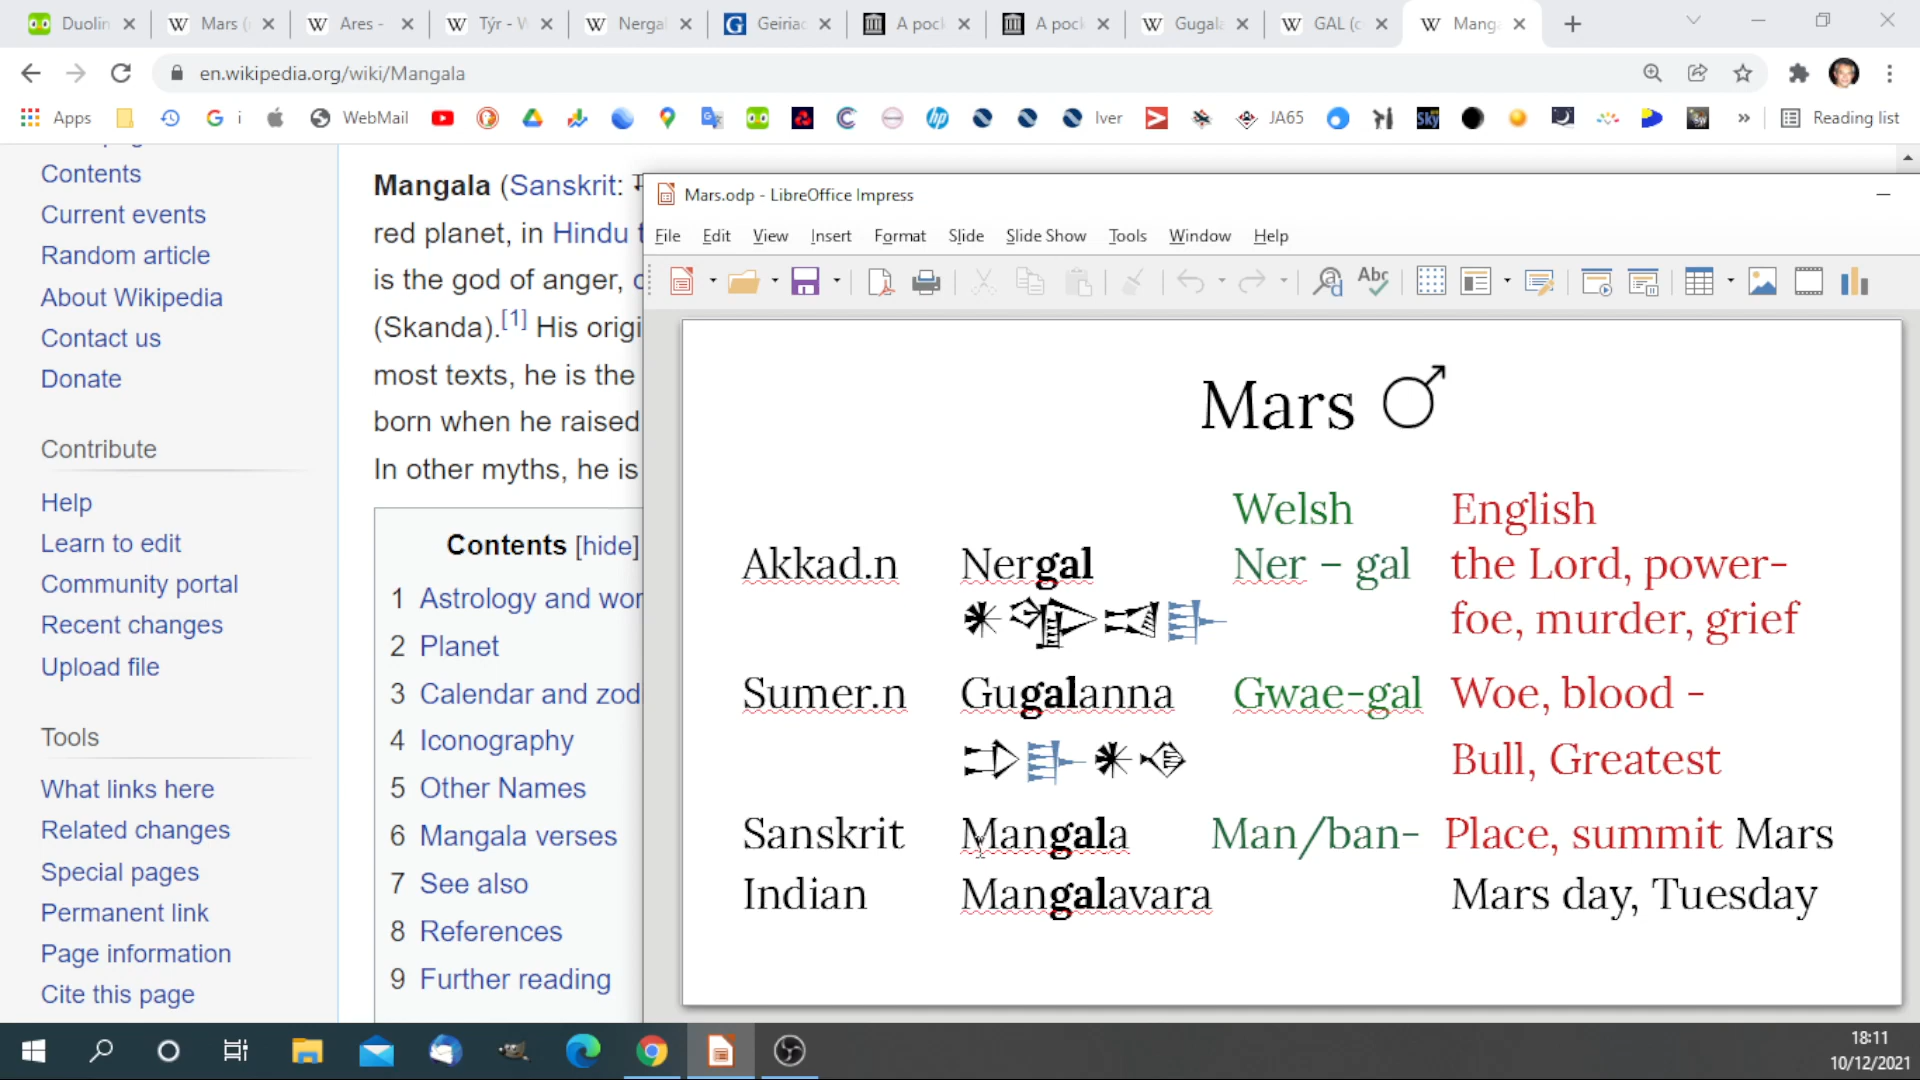 Duolin
Mars (
Ares -
Týr - W
Nergal
Geiriad
A pock
A pock
Gugala
GAL (c
Manga
en.wikipedia.org/wiki/Mangala
Apps
i
WebMail
Iver
JA65
Sky
Reading list
Contents
Current events
Random article
About Wikipedia
Contact us
Donate
Contribute
Help
Learn to edit
Community portal
Recent changes
Upload file
Tools
What links here
Related changes
Special pages
Permanent link
Page information
Cite this page
Mangala (Sanskrit:
red planet, in Hindu t
is the god of anger,
(Skanda).[1] His origi
most texts, he is the
born when he raised
In other myths, he is
Contents [hide]
1 Astrology and wor
2 Planet
3 Calendar and zod
4 Iconography
5 Other Names
6 Mangala verses
7 See also
8 References
9 Further reading
Mars.odp - LibreOffice Impress
File Edit View Insert Format Slide Slide Show Tools Window Help
Abc
Mars ♂
Welsh English
Akkad.n Nergal Ner – gal the Lord, power-
foe, murder, grief
Sumer.n Gugalanna Gwae-gal Woe, blood -
Bull, Greatest
Sanskrit Mangala Man/ban- Place, summit Mars
Indian Mangalavara Mars day, Tuesday
18:11
10/12/2021